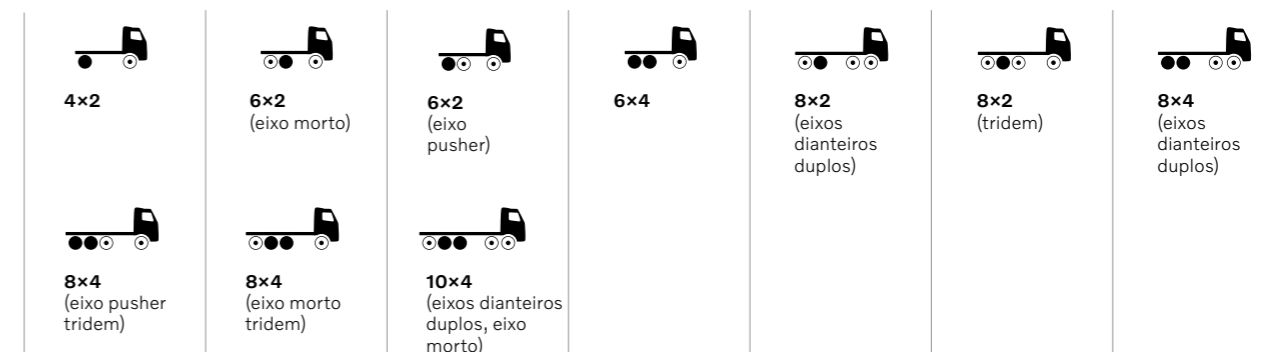 4×2
6×2
(eixo morto)
6×2
(eixo
pusher)
6×4
8×2
(eixos
dianteiros
duplos)
8×2
(tridem)
8×4
(eixos
dianteiros
duplos)
8×4
(eixo pusher
tridem)
8×4
(eixo morto
tridem)
10×4
(eixos dianteiros
duplos, eixo
morto)